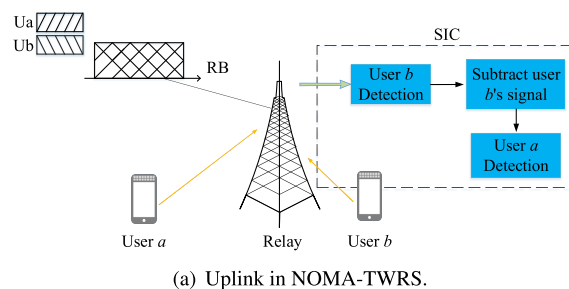 Ua
Ub
RB
SIC
User b
Detection
Subtract user
b's signal
User a
Detection
User a
Relay
User b
(a) Uplink in NOMA-TWRS.